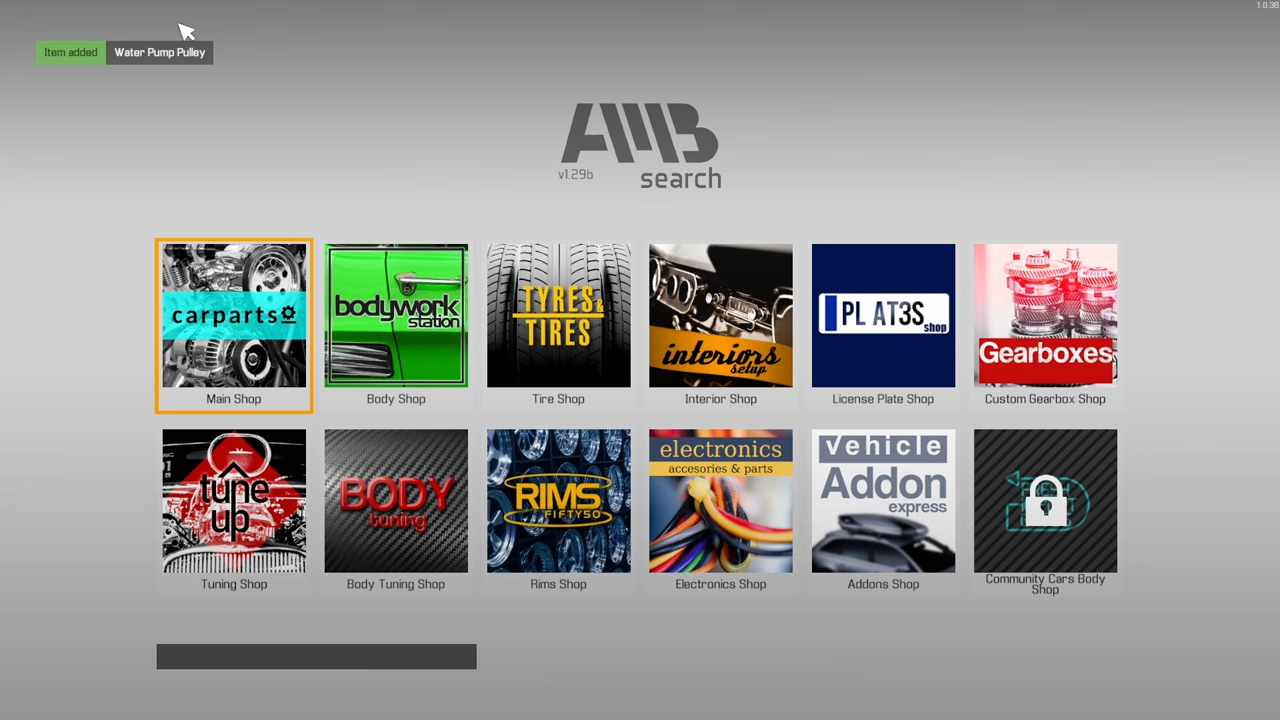 1.0.36
Item added Water Pump Pulley
AMB
v1.29b search
carparts
Main Shop
bodywork
station
Body Shop
TYRES &
TIRES
Tire Shop
interiors
setup
Interior Shop
PL AT3S
shop
License Plate Shop
Gearboxes
Custom Gearbox Shop
tune
up
Tuning Shop
BODY
tuning
Body Tuning Shop
RIMS
FIFTY50
Rims Shop
electronics
accesories & parts
Electronics Shop
vehicle
Addon
express
Addons Shop
Community Cars Body
Shop